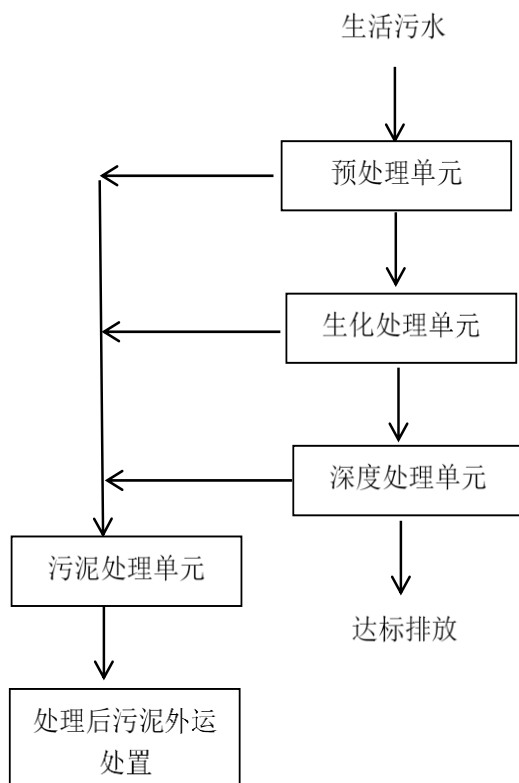 生活污水
预处理单元
生化处理单元
深度处理单元
污泥处理单元
达标排放
处理后污泥外运
处置